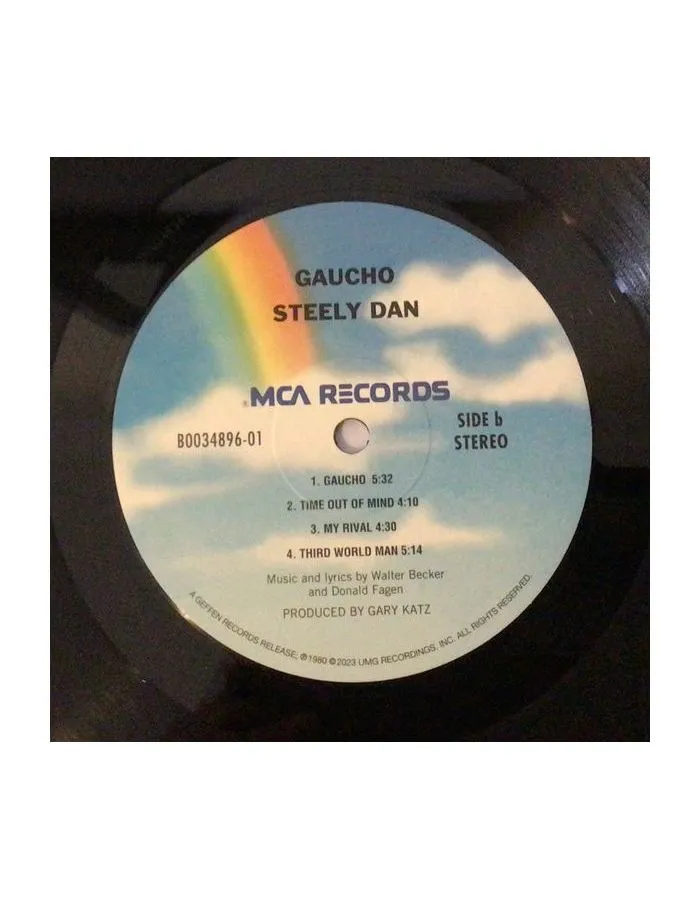 GAUCHO
STEELY DAN
®MCA RECORDS
B0034896-01
SIDE b
STEREO
1. GAUCHO 5:32
2. TIME OUT OF MIND 4:10
3. MY RIVAL 4:30
4. THIRD WORLD MAN 5:14
Music and lyrics by Walter Becker
and Donald Fagen
PRODUCED BY GARY KATZ
A GEFFEN RECORDS RELEASE; ℗1980 ©2023 UMG RECORDINGS, INC. ALL RIGHTS RESERVED.